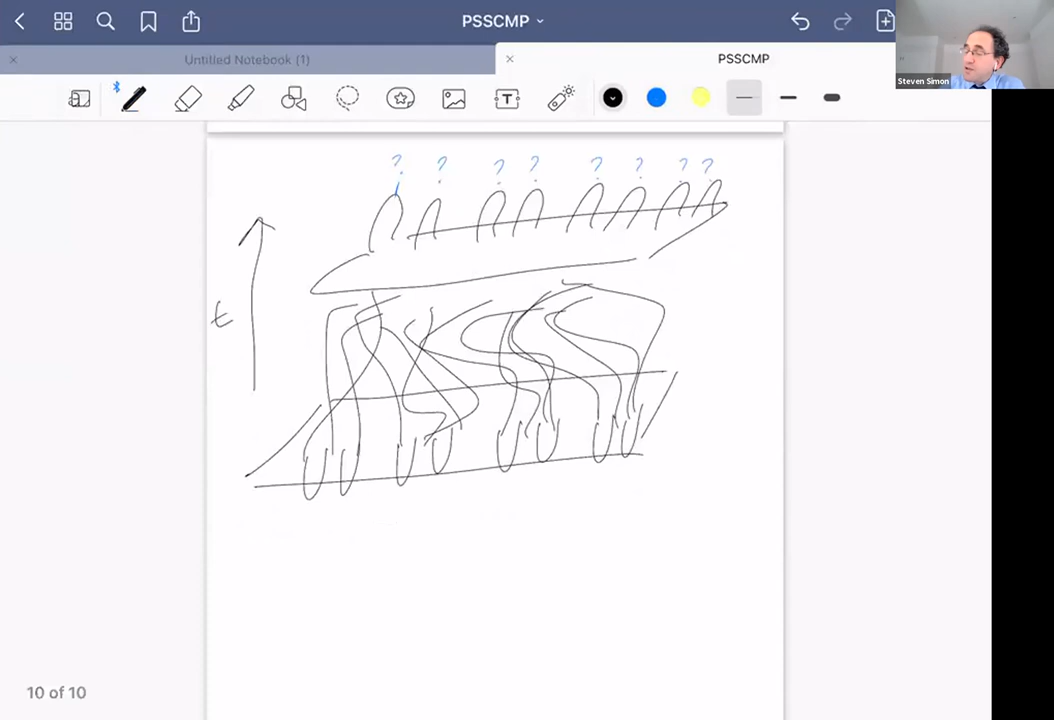 PSSCMP
Untitled Notebook (1)
PSSCMP
T
Steven Simon
? ? ? ? ? ? ? ?
t
10 of 10